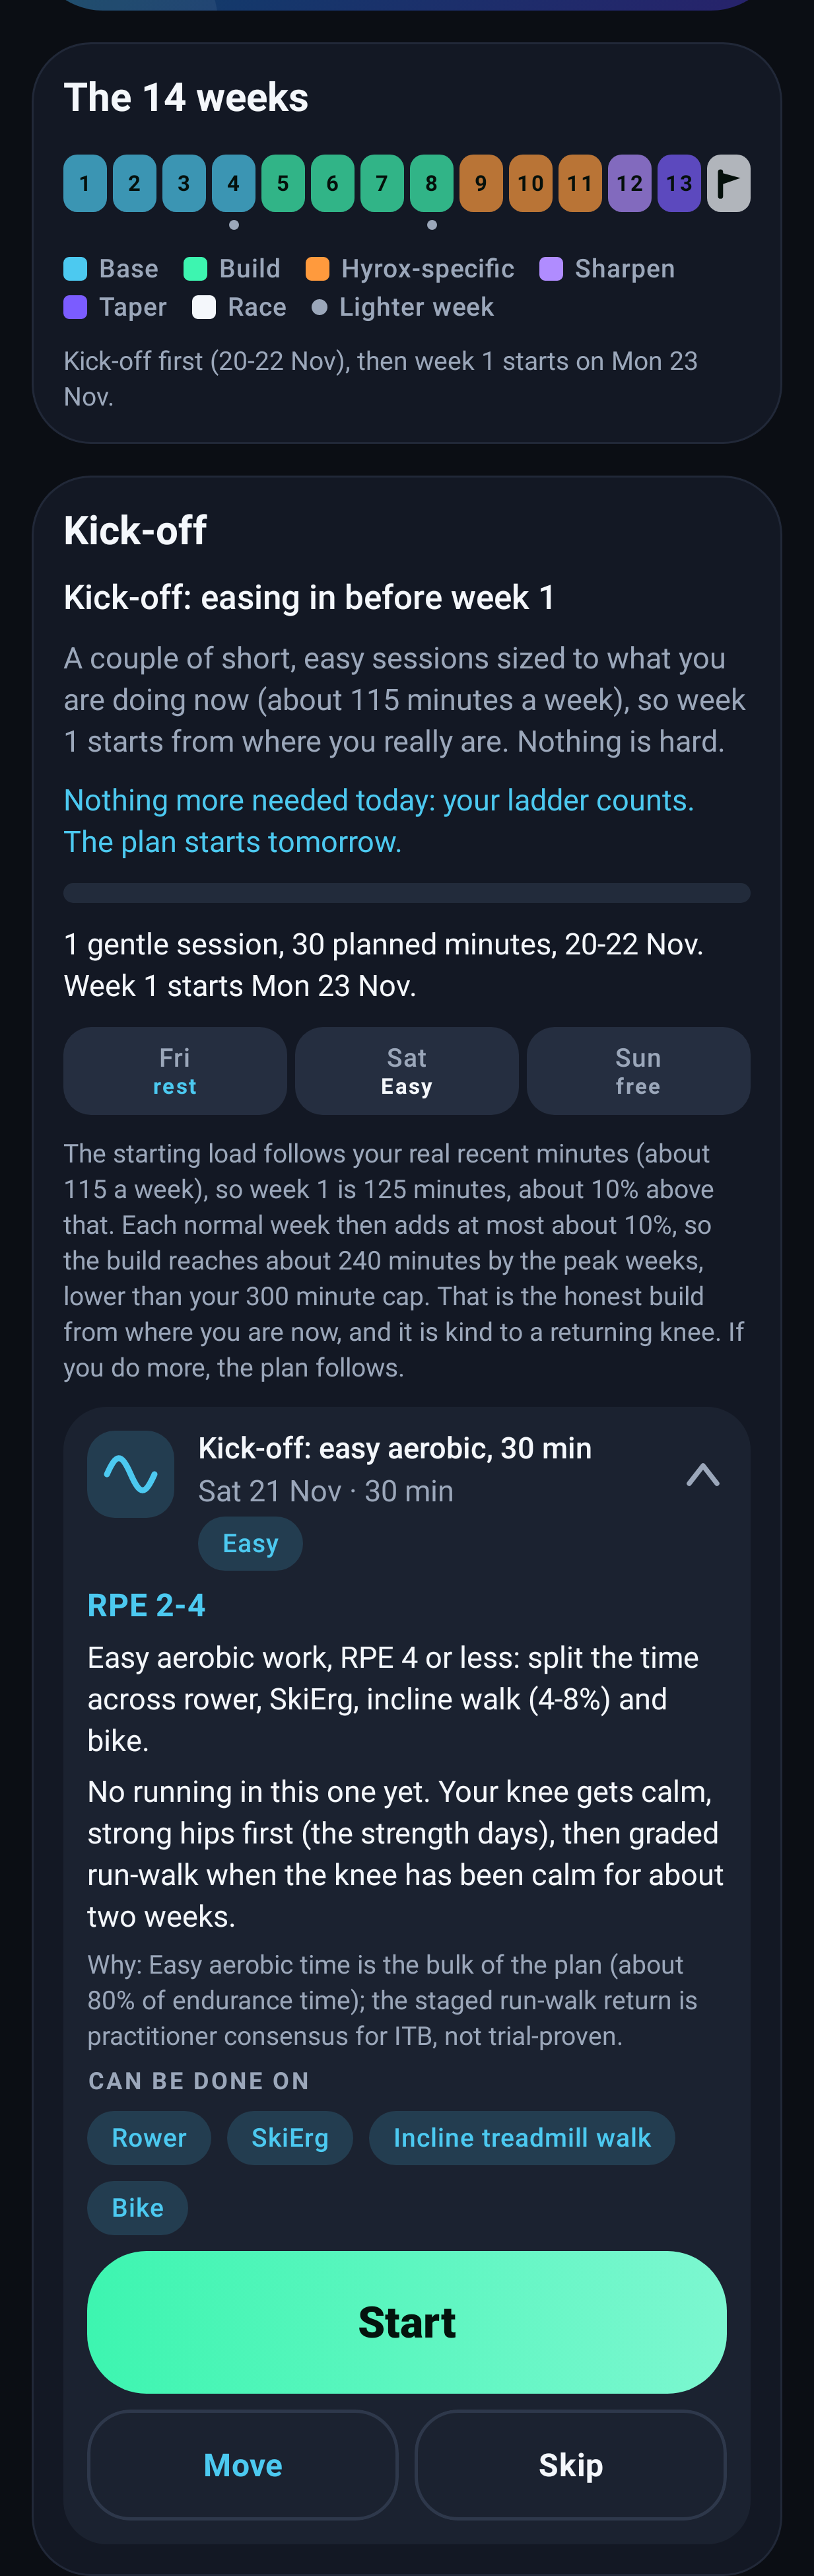 The 14 weeks
1 2 3 4 5 6 7 8 9 10 11 12 13
Base Build Hyrox-specific Sharpen
Taper Race Lighter week
Kick-off first (20-22 Nov), then week 1 starts on Mon 23
Nov.
Kick-off
Kick-off: easing in before week 1
A couple of short, easy sessions sized to what you
are doing now (about 115 minutes a week), so week
1 starts from where you really are. Nothing is hard.
Nothing more needed today: your ladder counts.
The plan starts tomorrow.
1 gentle session, 30 planned minutes, 20-22 Nov.
Week 1 starts Mon 23 Nov.
Fri Sat Sun
rest Easy free
The starting load follows your real recent minutes (about
115 a week), so week 1 is 125 minutes, about 10% above
that. Each normal week then adds at most about 10%, so
the build reaches about 240 minutes by the peak weeks,
lower than your 300 minute cap. That is the honest build
from where you are now, and it is kind to a returning knee. If
you do more, the plan follows.
Kick-off: easy aerobic, 30 min
Sat 21 Nov · 30 min
Easy
RPE 2-4
Easy aerobic work, RPE 4 or less: split the time
across rower, SkiErg, incline walk (4-8%) and
bike.
No running in this one yet. Your knee gets calm,
strong hips first (the strength days), then graded
run-walk when the knee has been calm for about
two weeks.
Why: Easy aerobic time is the bulk of the plan (about
80% of endurance time); the staged run-walk return is
practitioner consensus for ITB, not trial-proven.
CAN BE DONE ON
Rower SkiErg Incline treadmill walk
Bike
Start
Move Skip